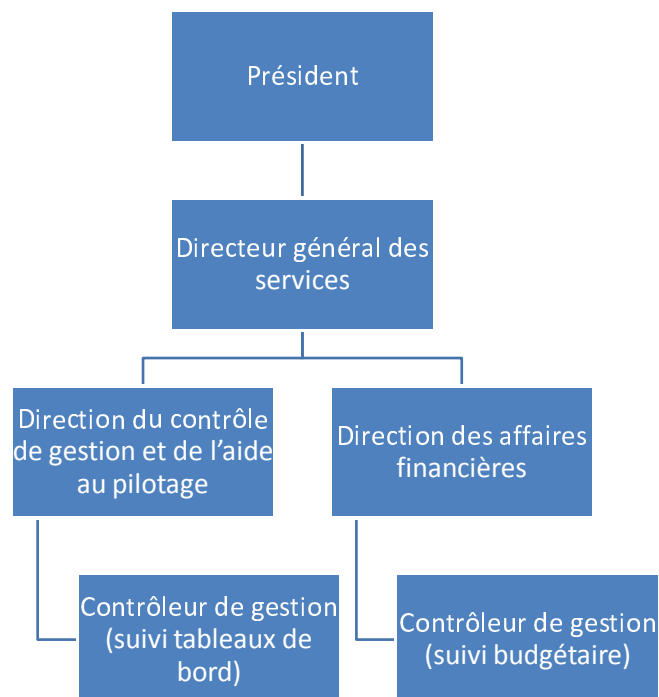 Président
Directeur général des
services
Direction du contrôle
de gestion et de l'aide
au pilotage
Direction des affaires
financières
Contrôleur de gestion
(suivi tableaux de
bord)
Contrôleur de gestion
(suivi budgétaire)